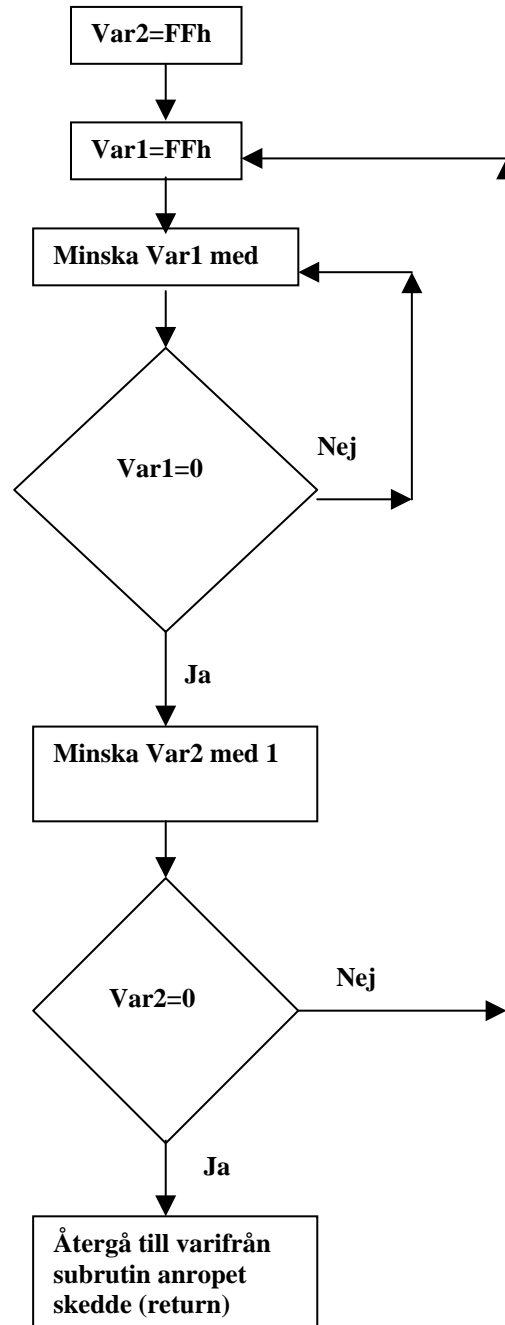 Var2=FFh
Var1=FFh
Minska Var1 med
Var1=0
Nej
Ja
Minska Var2 med 1
Var2=0
Nej
Ja
Återgå till varifrån
subrutin anropet
skedde (return)